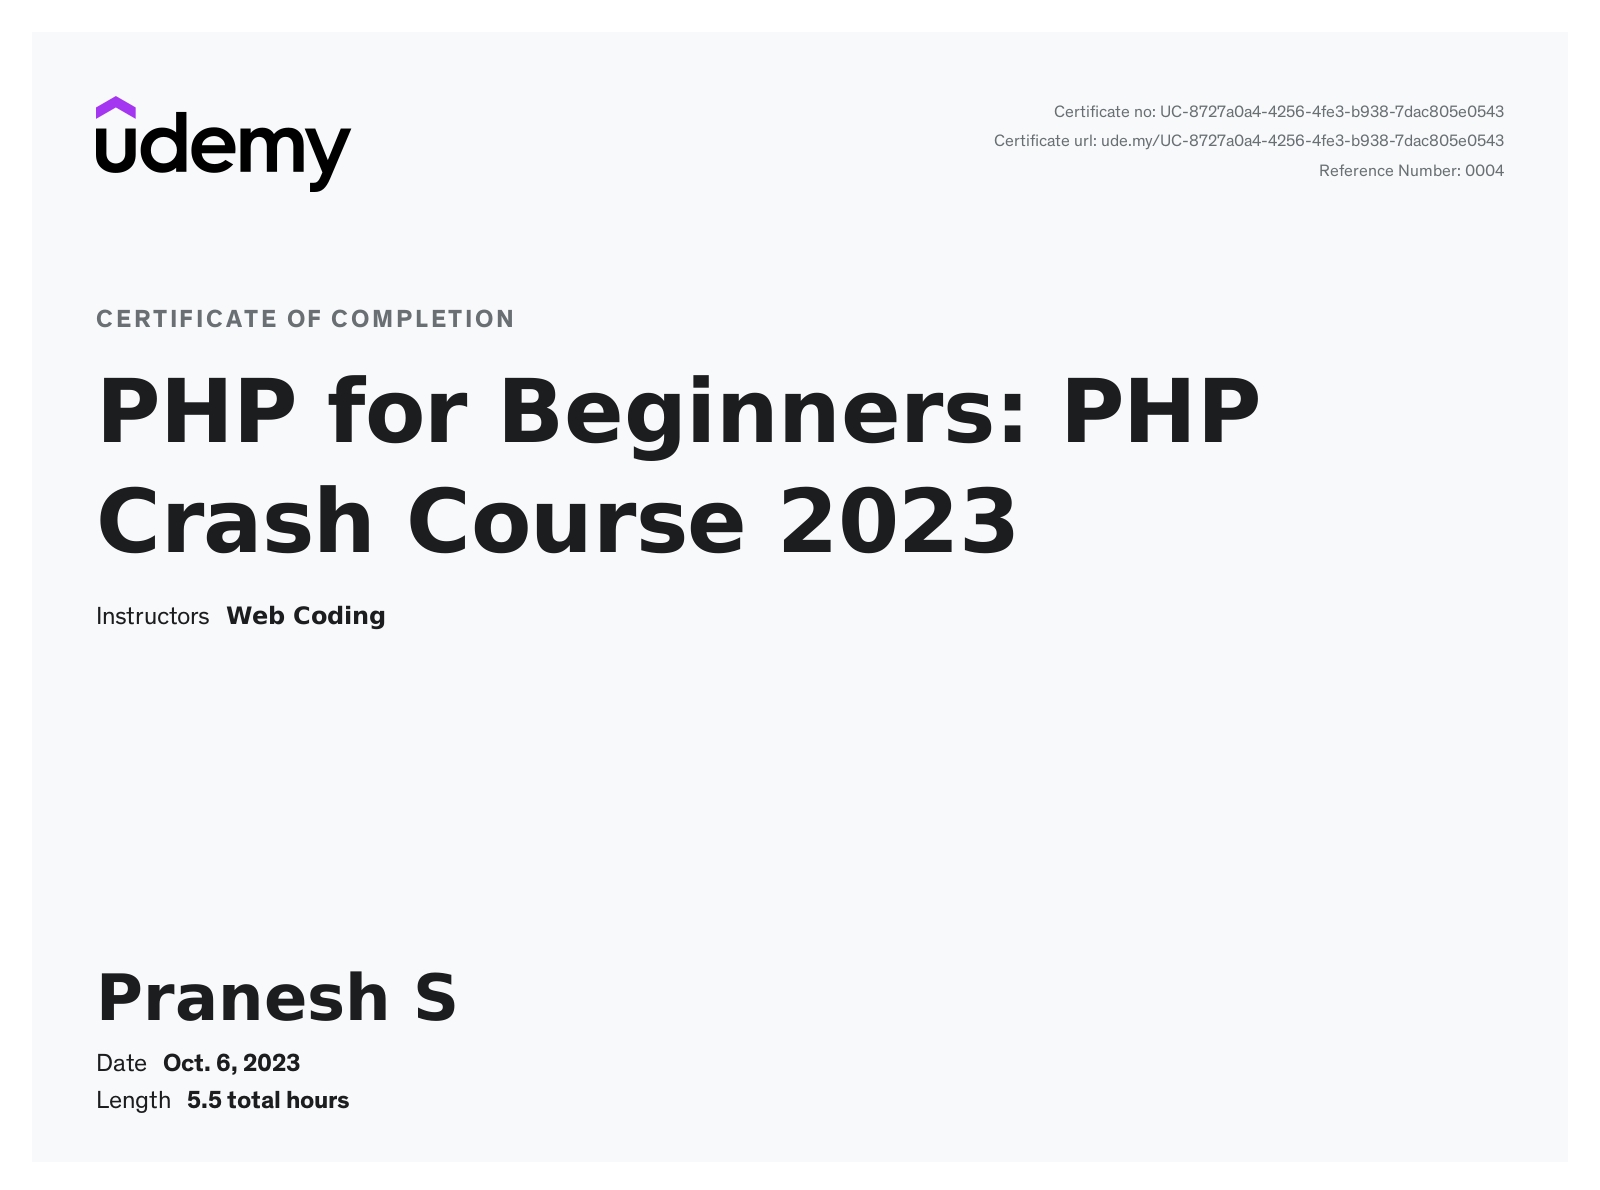 udemy
Certificate no: UC-8727a0a4-4256-4fe3-b938-7dac805e0543
Certificate url: ude.my/UC-8727a0a4-4256-4fe3-b938-7dac805e0543
Reference Number: 0004
CERTIFICATE OF COMPLETION
PHP for Beginners: PHP
Crash Course 2023
Instructors Web Coding
Pranesh S
Date Oct. 6, 2023
Length 5.5 total hours